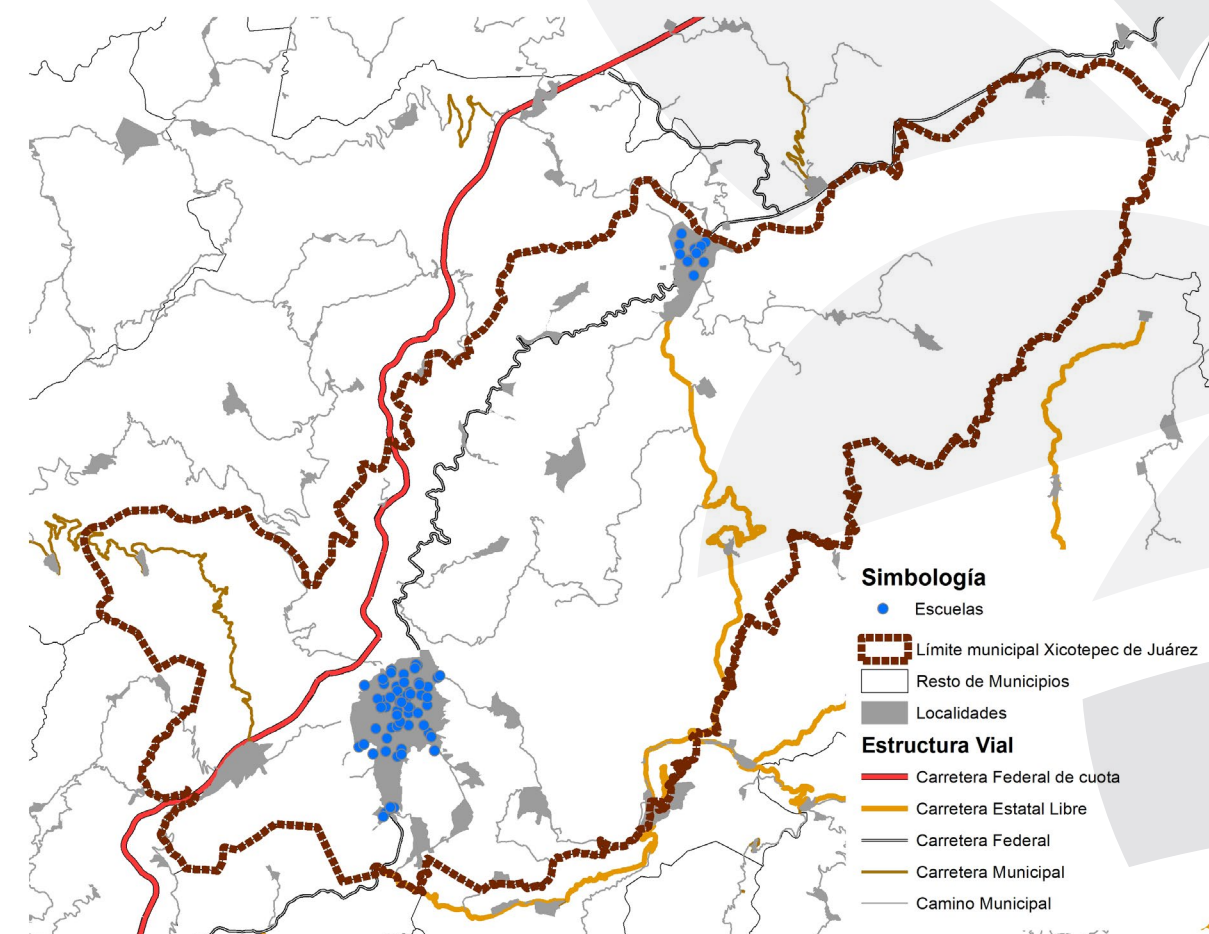 Simbología
Escuelas
Límite municipal Xicotepec de Juárez
Resto de Municipios
Localidades
Estructura Vial
Carretera Federal de cuota
Carretera Estatal Libre
Carretera Federal
Carretera Municipal
Camino Municipal